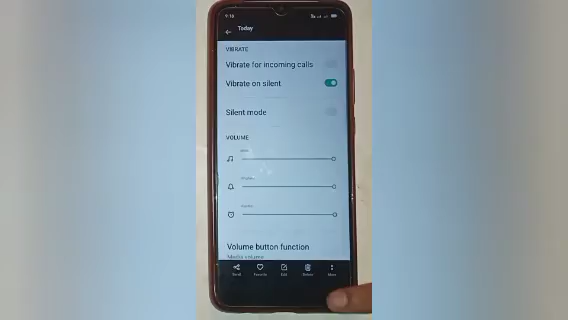 9:16
Today
VIBRATE
Vibrate for incoming calls
Vibrate on silent
Silent mode
VOLUME
Volume button function
Media volume
Favorite Edit Delete More